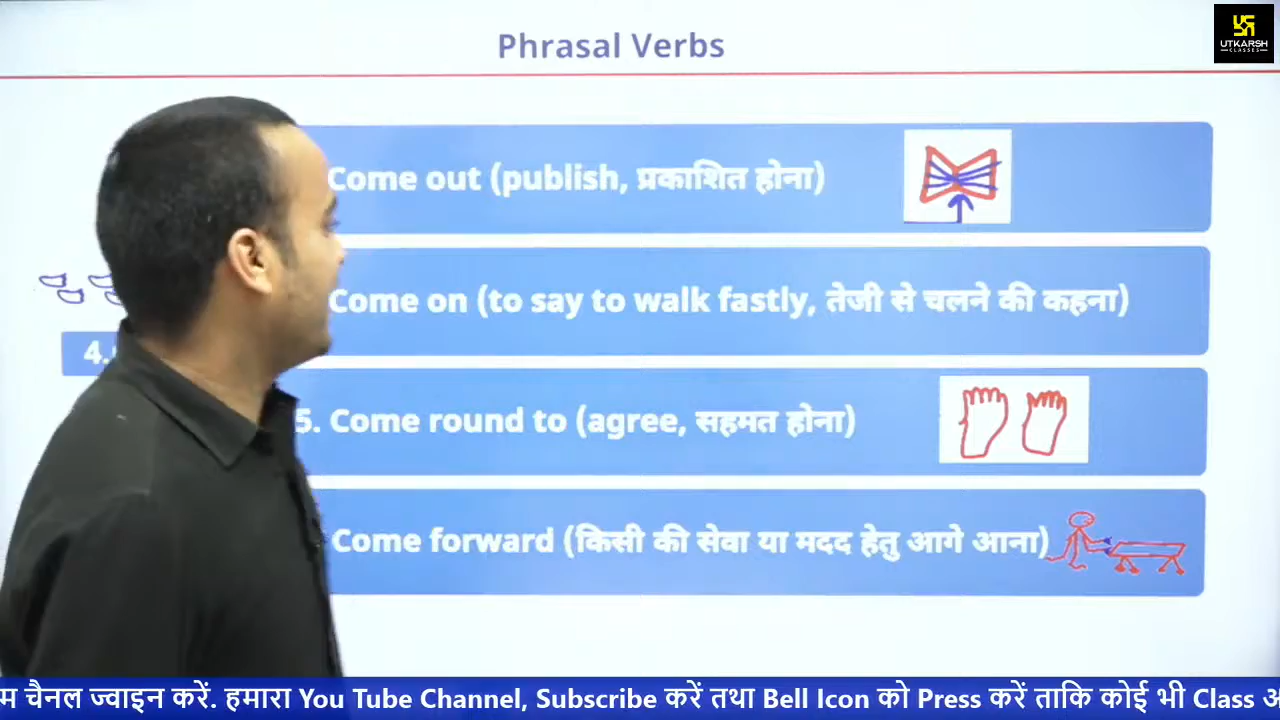 Phrasal Verbs
UTKARSH
CLASSES
Come out (publish, प्रकाशित होना)
Come on (to say to walk fastly, तेजी से चलने की कहना)
4.
5. Come round to (agree, सहमत होना)
Come forward (किसी की सेवा या मदद हेतु आगे आना)
चैनल ज्वाइन करें. हमारा You Tube Channel, Subscribe करें तथा Bell Icon को Press करें ताकि कोई भी Class